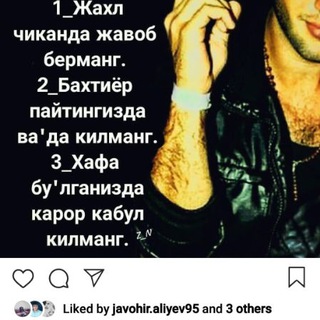 1_Жахл
чиканда жавоб
берманг.
2_Бахтиёр
пайтингизда
ва'да килманг.
3_Хафа
бу'лганизда
карор кабул
килманг.
Z_N
Liked by javohir.aliyev95 and 3 others